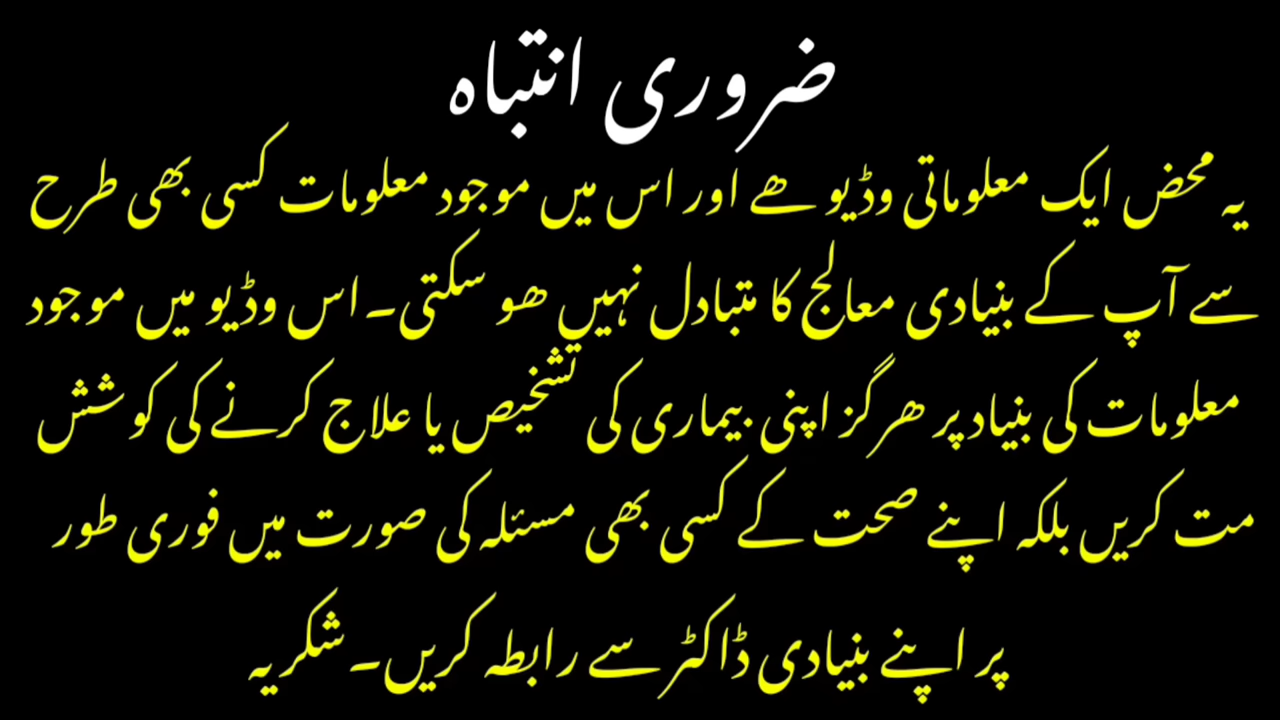 ضروری انتباہ
یہ محض ایک معلوماتی وڈیو ھے اور اس میں موجود معلومات کسی بھی طرح
سے آپ کے بنیادی معالج کا متبادل نہیں ھو سکتی۔ اس وڈیو میں موجود
معلومات کی بنیاد پر ھرگز اپنی بیماری کی تشخیص یا علاج کرنے کی کوشش
مت کریں بلکہ اپنے صحت کے کسی بھی مسئلہ کی صورت میں فوری طور
پر اپنے بنیادی ڈاکٹر سے رابطہ کریں۔ شکریہ